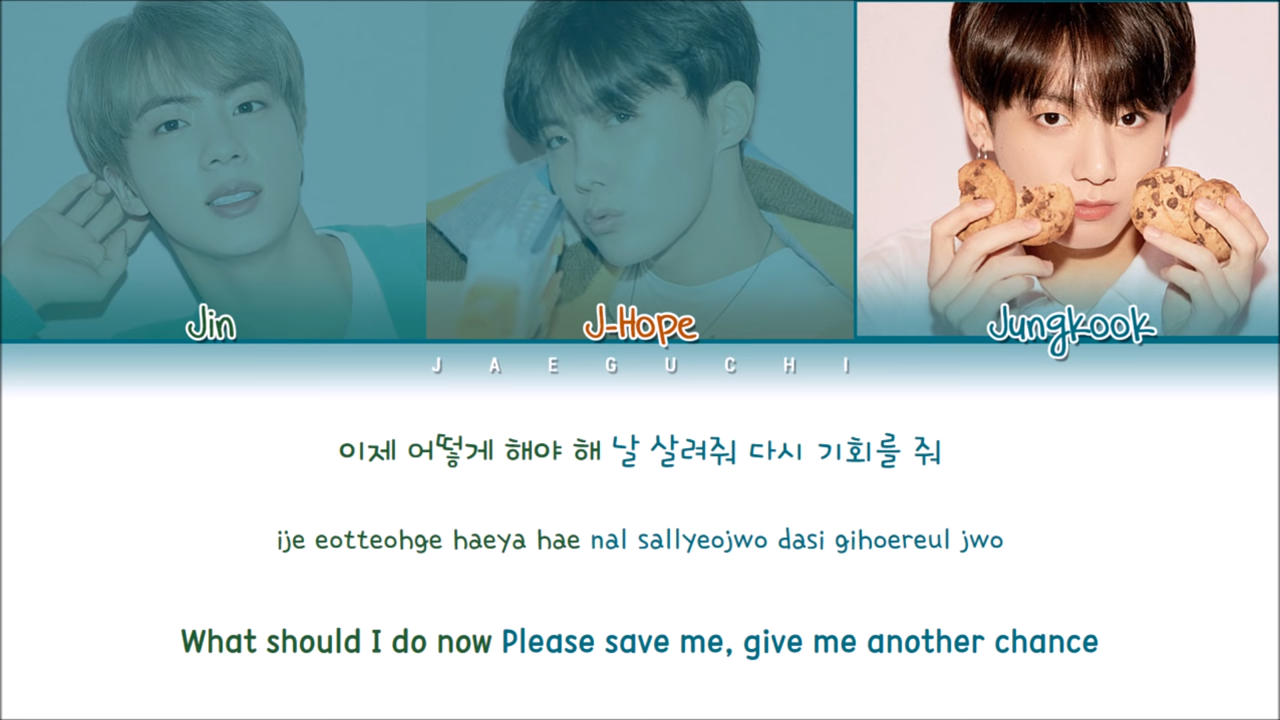 Jin
J-Hope
Jungkook
JAEGUCHI
이제 어떻게 해야 해 날 살려줘 다시 기회를 줘
ije eotteohge haeya hae nal sallyeojwo dasi gihoereul jwo
What should I do now Please save me, give me another chance